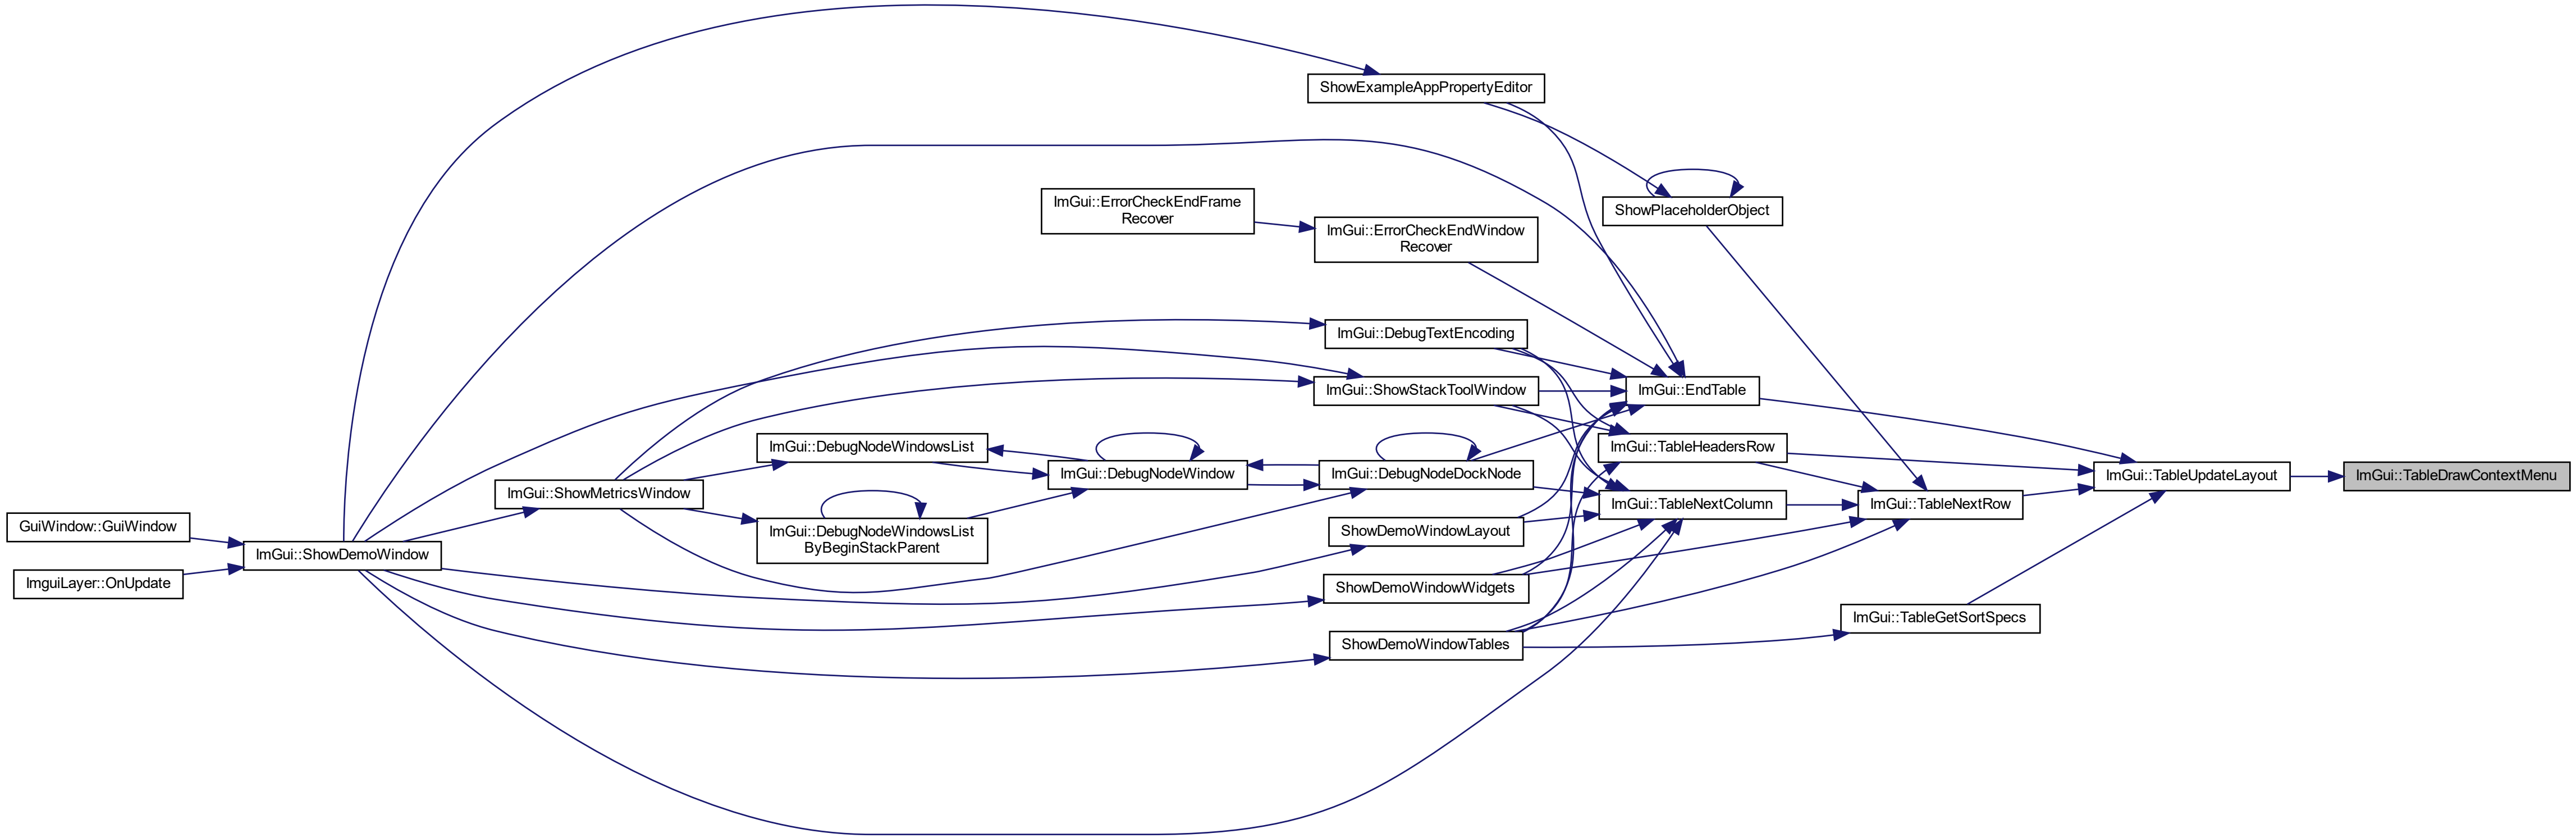 ShowExampleAppPropertyEditor
ImGui::ErrorCheckEndFrame
Recover
ImGui::ErrorCheckEndWindow
Recover
ShowPlaceholderObject
ImGui::DebugTextEncoding
ImGui::ShowStackToolWindow
ImGui::EndTable
ImGui::DebugNodeWindowsList
ImGui::DebugNodeWindow
ImGui::DebugNodeDockNode
ImGui::TableHeadersRow
ImGui::TableUpdateLayout
ImGui::TableDrawContextMenu
ImGui::ShowMetricsWindow
ImGui::DebugNodeWindowsList
ByBeginStackParent
ImGui::TableNextColumn
ImGui::TableNextRow
GuiWindow::GuiWindow
ImGui::ShowDemoWindow
ShowDemoWindowLayout
ImguiLayer::OnUpdate
ShowDemoWindowWidgets
ImGui::TableGetSortSpecs
ShowDemoWindowTables